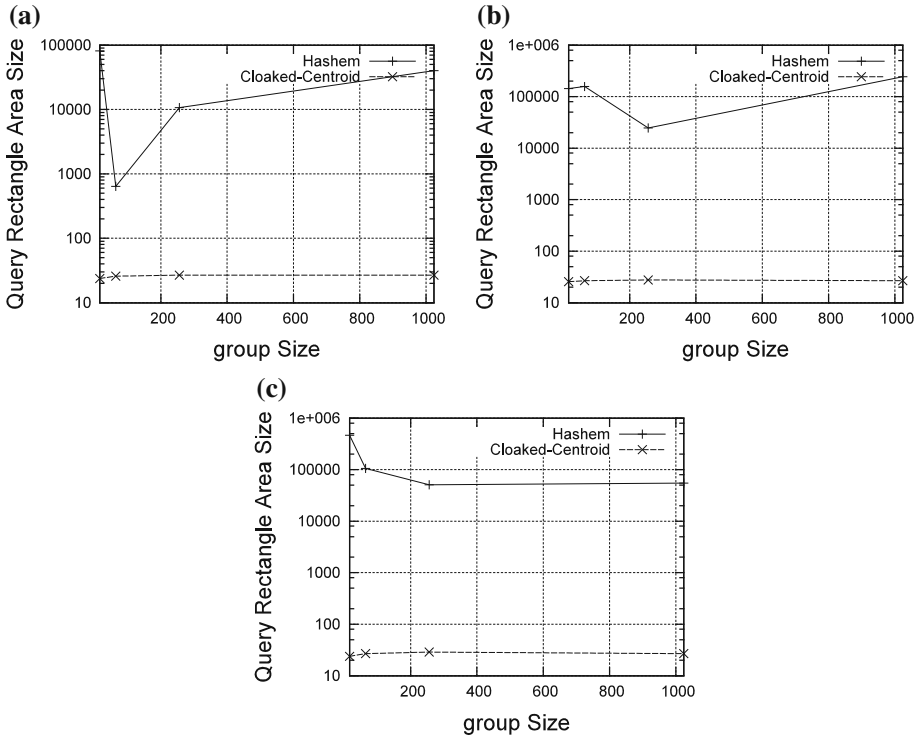 (a)
Query Rectangle Area Size
100000
10000
1000
100
10
Hashem
Cloaked-Centroid
200 400 600 800 1000
group Size
(b)
Query Rectangle Area Size
1e+006
100000
10000
1000
100
10
Hashem
Cloaked-Centroid
200 400 600 800 1000
group Size
(c)
Query Rectangle Area Size
1e+006
100000
10000
1000
100
10
Hashem
Cloaked-Centroid
200 400 600 800 1000
group Size